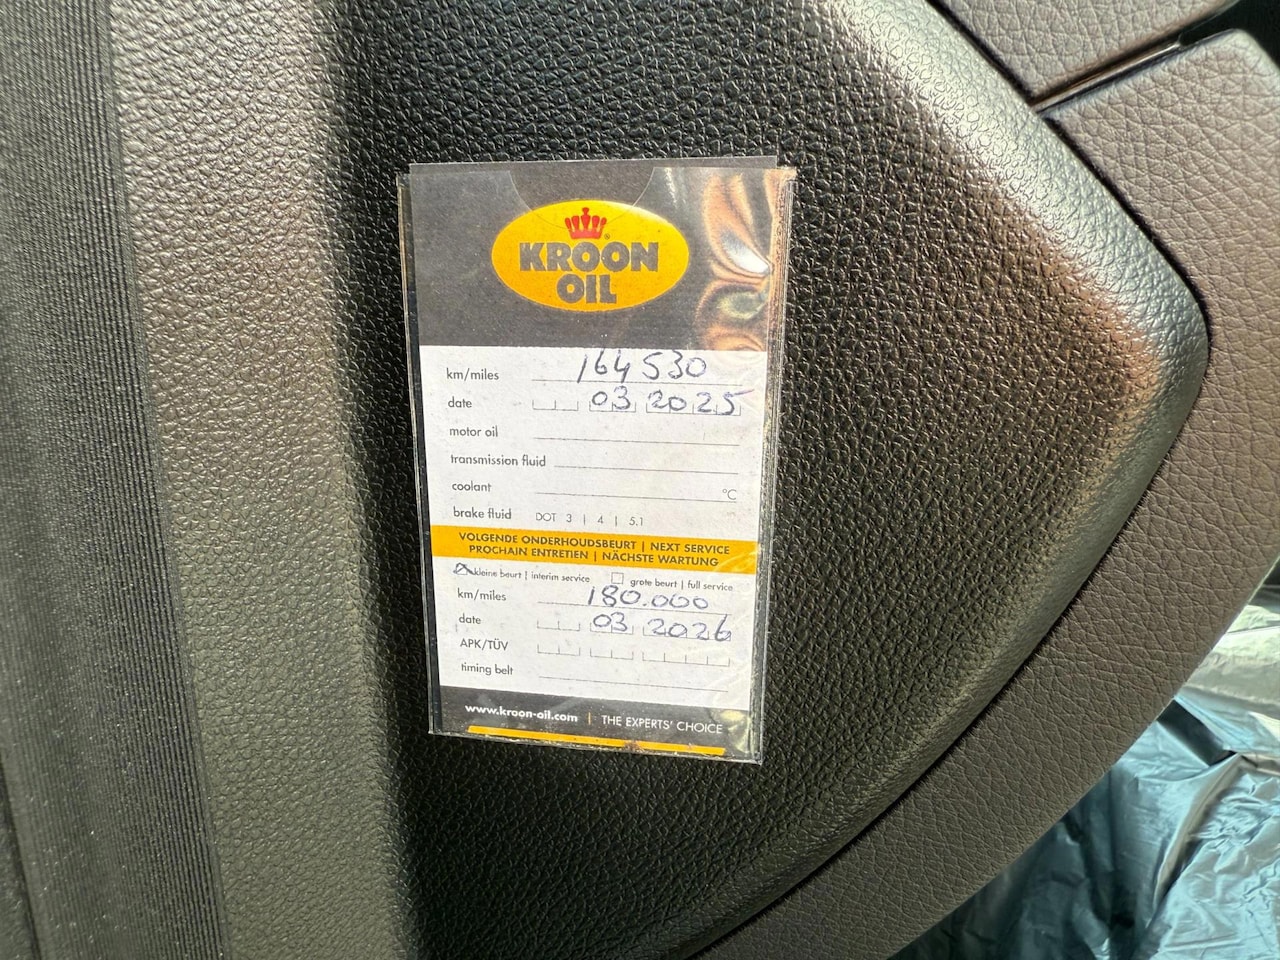 KROON
OIL
km/miles 164530
date 03 2025
motor oil
transmission fluid
coolant °C
brake fluid DOT 3 | 4 | 5.1
VOLGENDE ONDERHOUDSBEURT | NEXT SERVICE
PROCHAIN ENTRETIEN | NÄCHSTE WARTUNG
kleine beurt | interim service grote beurt | full service
km/miles 180.000
date 03 2026
APK/TÜV
timing belt
www.kroon-oil.com | THE EXPERTS' CHOICE